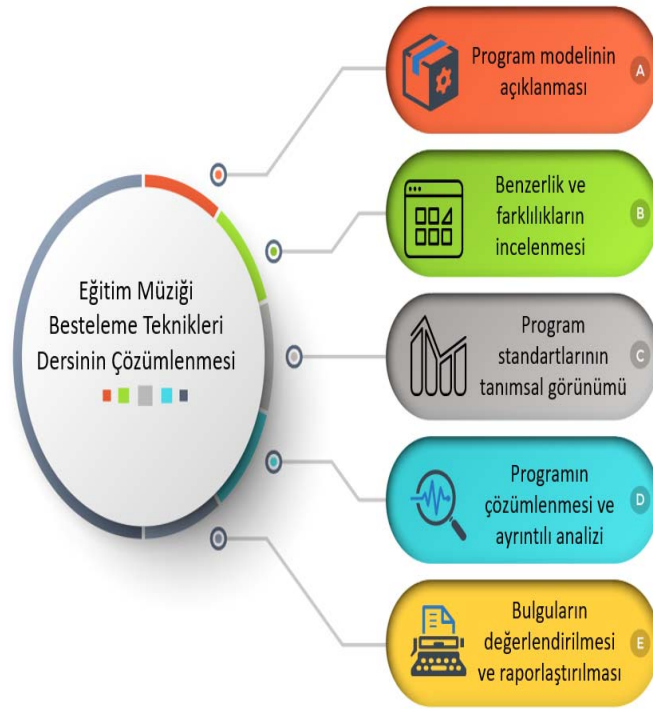 Eğitim Müziği
Besteleme Teknikleri
Dersinin Çözümlenmesi
Program modelinin
açıklanması
A
Benzerlik ve
farklılıkların
incelenmesi
B
Program
standartlarının
tanımsal görünümü
C
Programın
çözümlenmesi ve
ayrıntılı analizi
D
Bulguların
değerlendirilmesi
ve raporlaştırılması
E